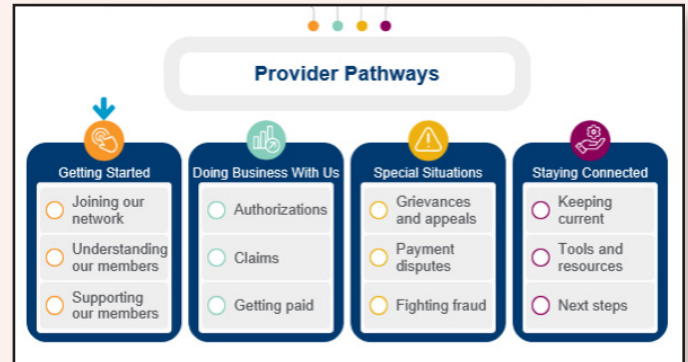 Provider Pathways
Getting Started
Joining our
network
Understanding
our members
Supporting
our members
Doing Business With Us
Authorizations
Claims
Getting paid
Special Situations
Grievances
and appeals
Payment
disputes
Fighting fraud
Staying Connected
Keeping
current
Tools and
resources
Next steps